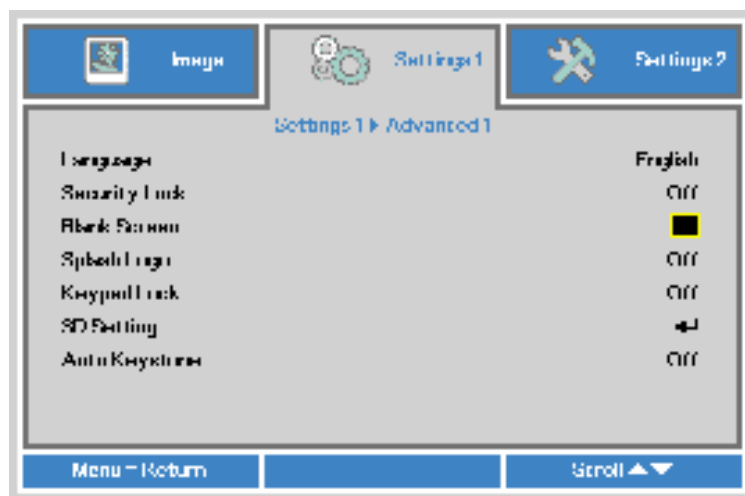 Image
Settings 1
Settings 2
Settings 1 Advanced 1
Language English
Security Lock Off
Blank Screen
Splash Logo Off
Keypad Lock Off
3D Setting
Auto Keystone Off
Menu = Return
Scroll